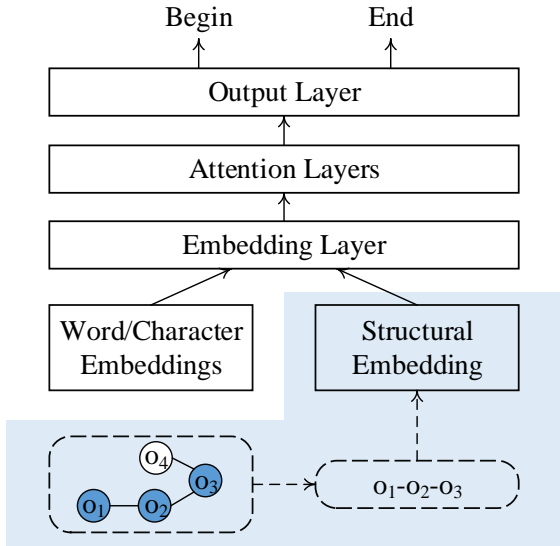 Begin End
Output Layer
Attention Layers
Embedding Layer
Word/Character
Embeddings
Structural
Embedding
o₄
o₃
o₁ o₂
o₁-o₂-o₃